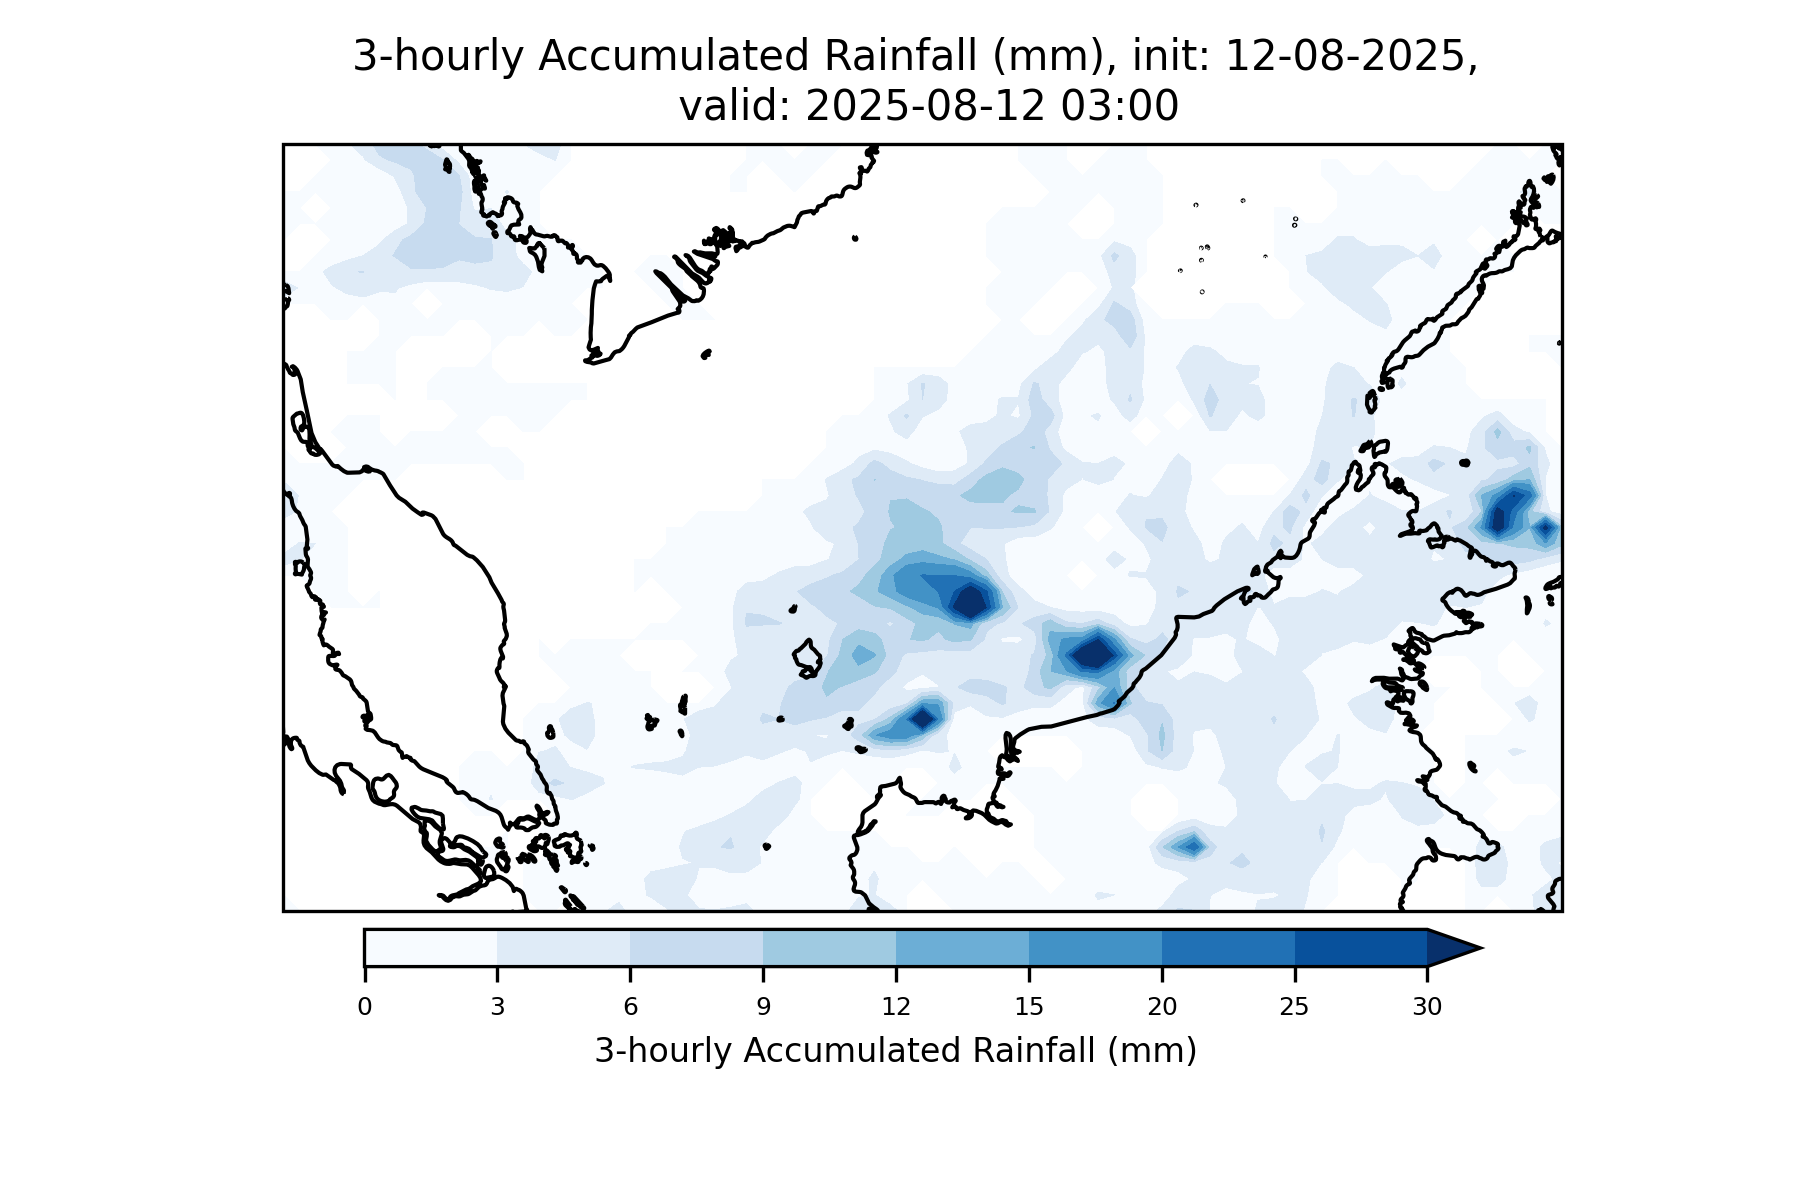 3-hourly Accumulated Rainfall (mm), init: 12-08-2025,
valid: 2025-08-12 03:00
0 3 6 9 12 15 20 25 30
3-hourly Accumulated Rainfall (mm)